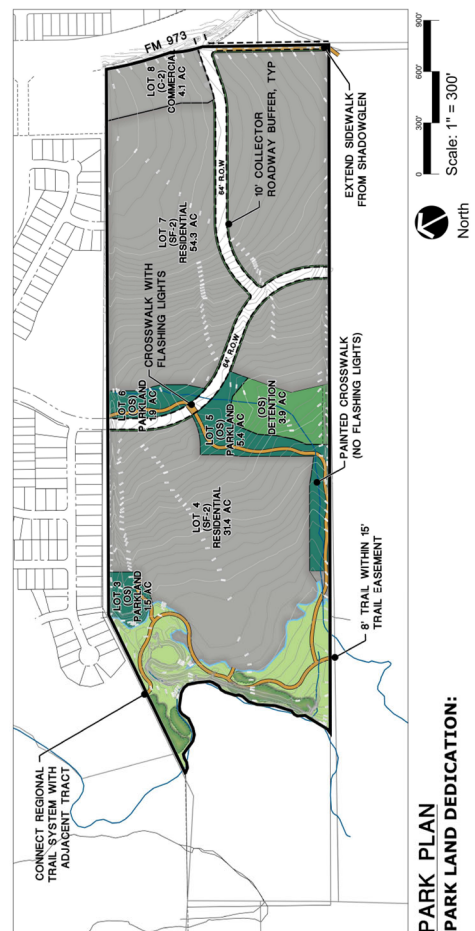 FM 973
LOT 8
(C-2)
COMMERCIAL
4.1 AC
64' R.O.W
10' COLLECTOR
ROADWAY BUFFER, TYP
EXTEND SIDEWALK
FROM SHADOWGLEN
LOT 7
(SF-2)
RESIDENTIAL
54.3 AC
CROSSWALK WITH
FLASHING LIGHTS
64' R.O.W
LOT 6
(OS)
PARKLAND
AC
LOT 5
(OS)
PARKLAND
5.4 AC
(OS)
DETENTION
3.9 AC
PAINTED CROSSWALK
(NO FLASHING LIGHTS)
LOT 4
(SF-2)
RESIDENTIAL
31.4 AC
LOT 3
(OS)
PARKLAND
1.5 AC
8' TRAIL WITHIN 15'
TRAIL EASEMENT
CONNECT REGIONAL
TRAIL SYSTEM WITH
ADJACENT TRACT
0 300' 600' 900'
Scale: 1" = 300'
North
PARK PLAN
PARK LAND DEDICATION: